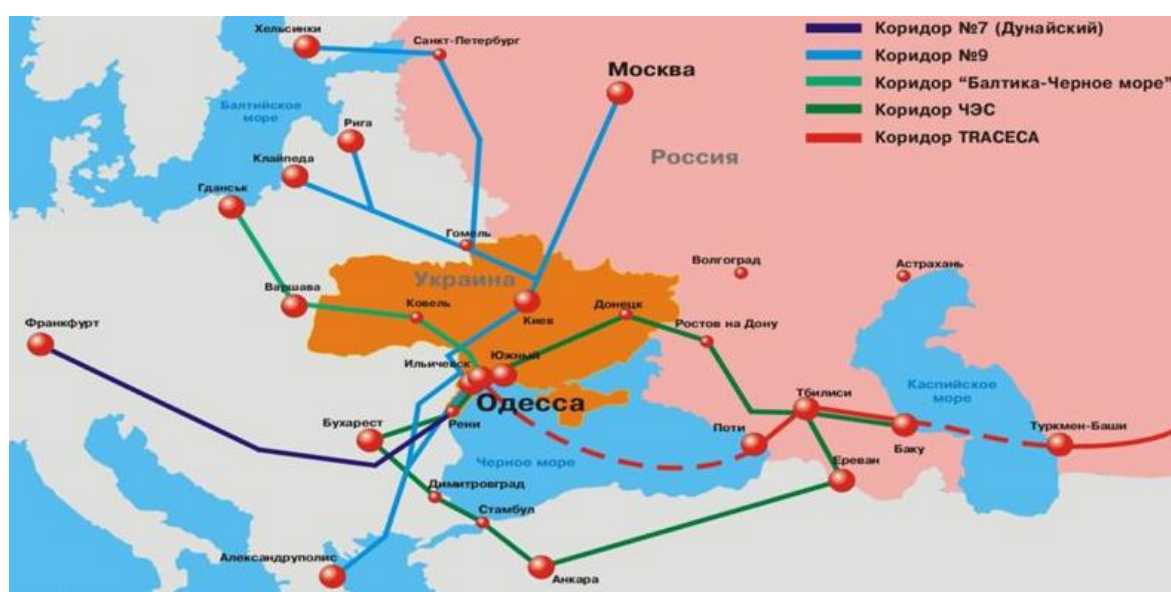 Коридор №7 (Дунайский)
Коридор №9
Коридор “Балтика-Черное море”
Коридор ЧЭС
Коридор TRACECA
Хельсинки
Санкт-Петербург
Москва
Балтийское
море
Рига
Россия
Клайпеда
Гданськ
Гомель
Волгоград
Астрахань
Украина
Варшава
Ковель
Киев
Донецк
Ростов на Дону
Франкфурт
Ильичевск
Южный
Каспийское
море
Тбилиси
Одесса
Бухарест
Рени
Поти
Баку
Туркмен-Баши
Черное море
Ереван
Димитровград
Стамбул
Александруполис
Анкара